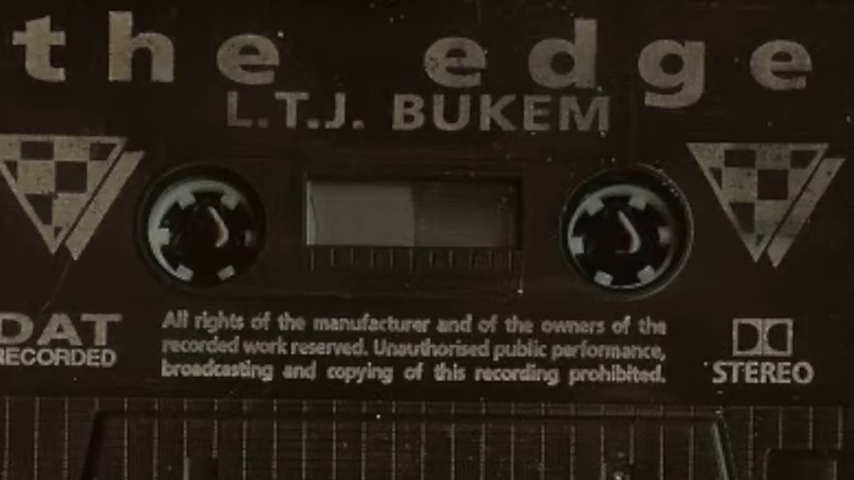 the edge
L.T.J. BUKEM
DAT
RECORDED
All rights of the manufacturer and of the owners of the
recorded work reserved. Unauthorised public performance,
broadcasting and copying of this recording prohibited.
STEREO